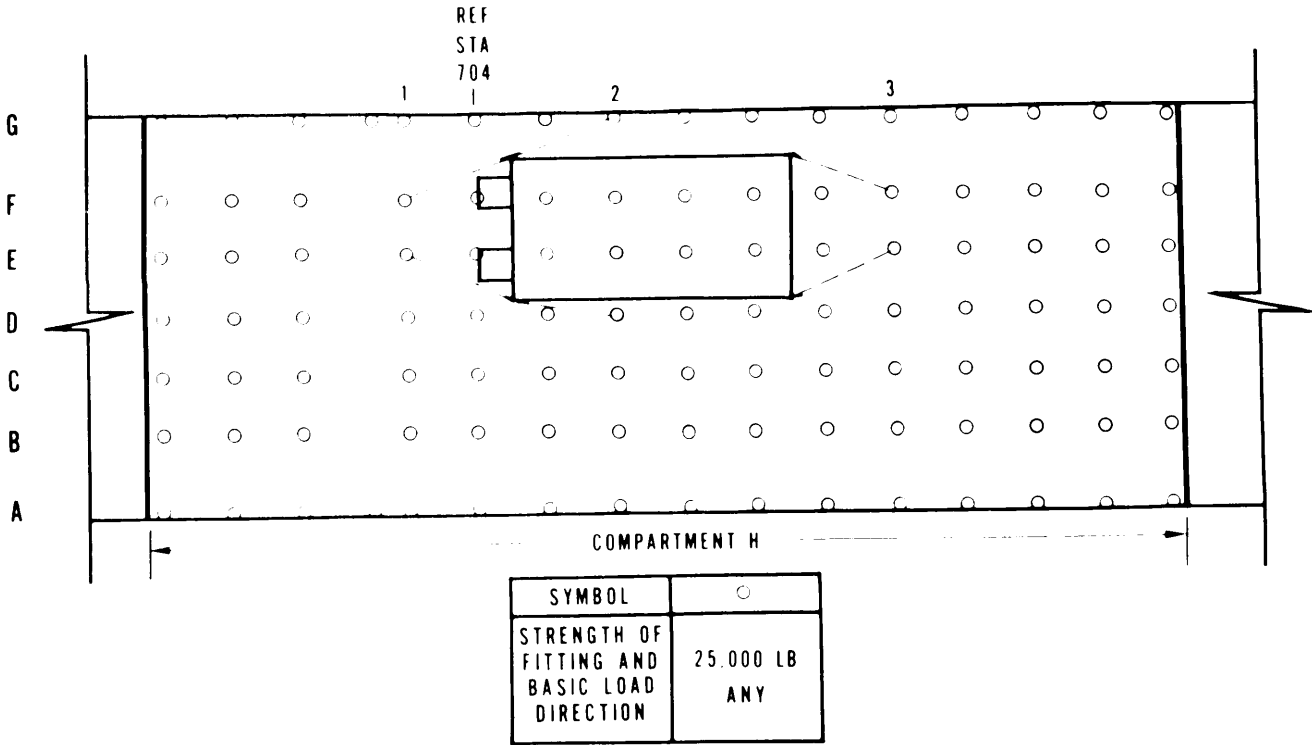 REF
STA
704
1 2 3
G
F
E
D
C
B
A
COMPARTMENT H
SYMBOL
STRENGTH OF
FITTING AND
BASIC LOAD
DIRECTION
25.000 LB
ANY